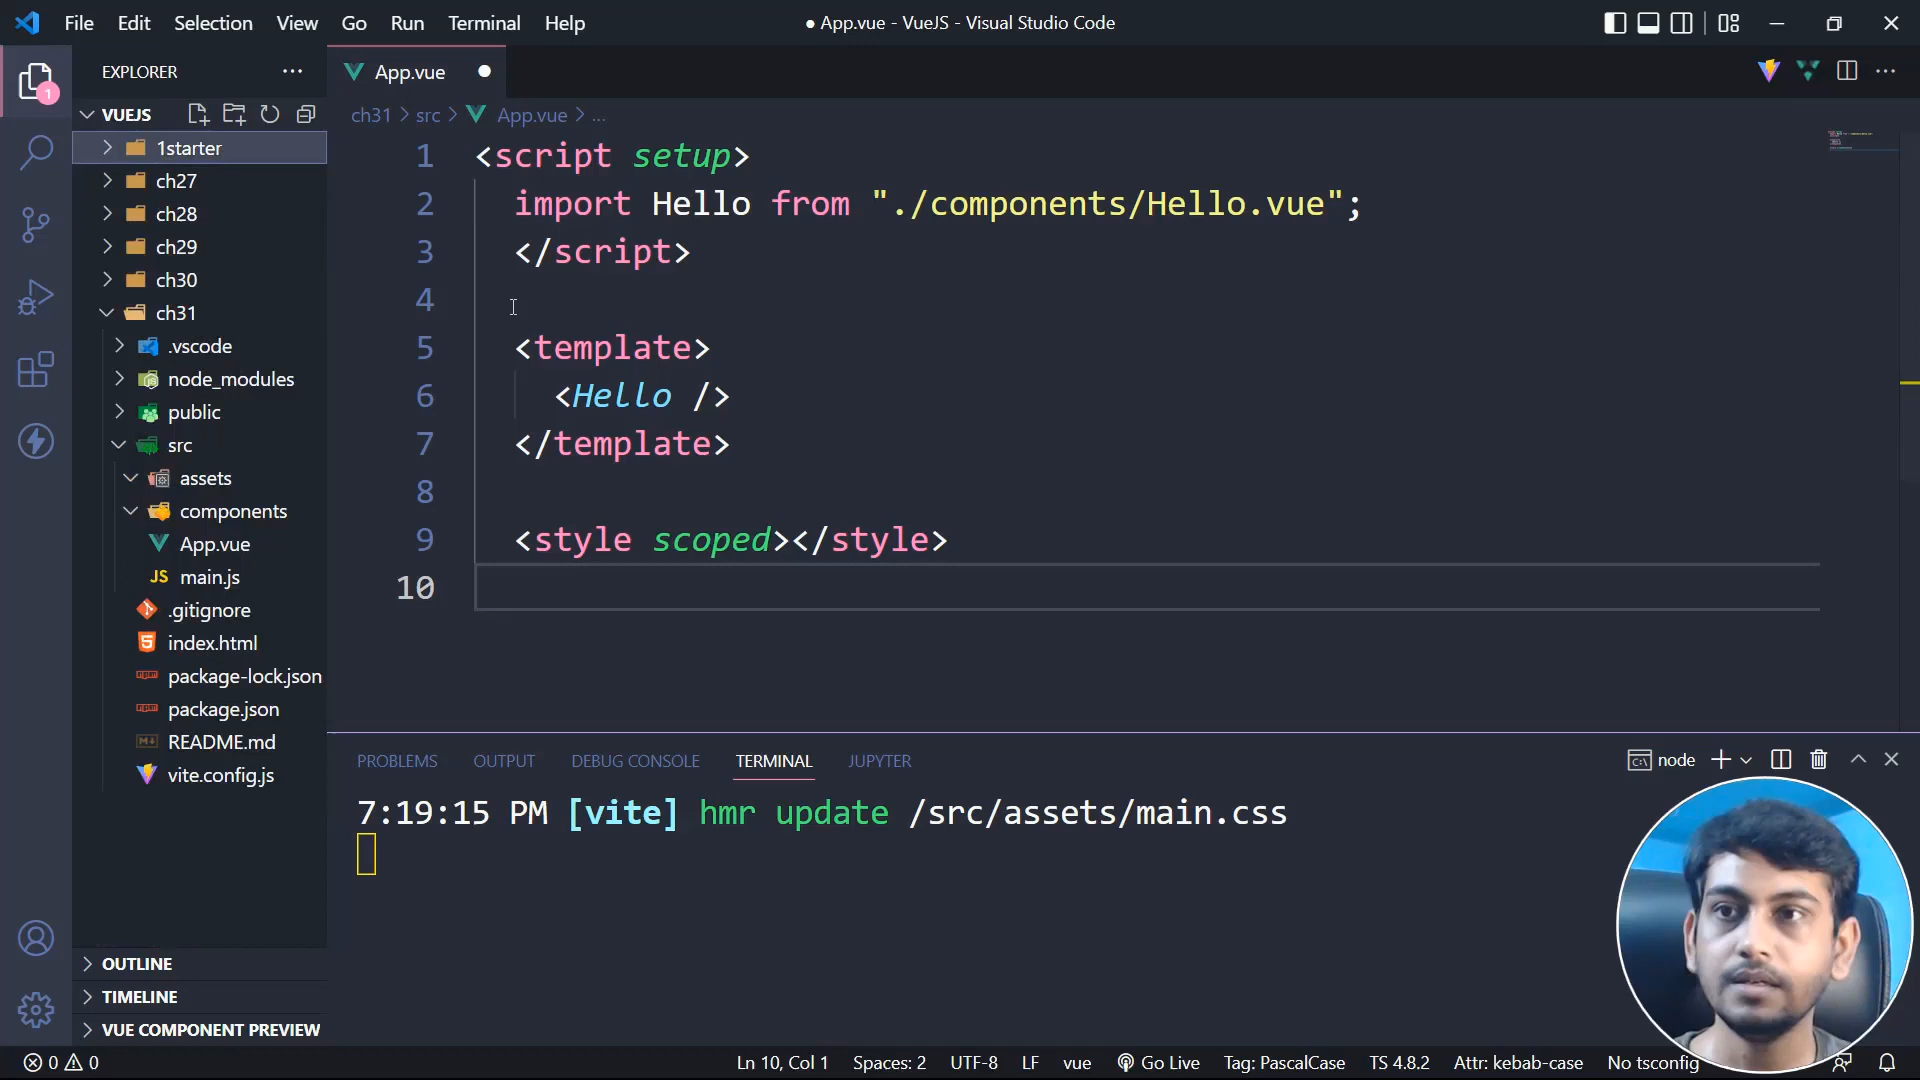 File Edit Selection View Go Run Terminal Help
● App.vue - VueJS - Visual Studio Code
EXPLORER
1
VUEJS
1starter
ch27
ch28
ch29
ch30
ch31
.vscode
node_modules
public
src
assets
components
App.vue
JS main.js
.gitignore
index.html
package-lock.json
package.json
README.md
vite.config.js
OUTLINE
TIMELINE
VUE COMPONENT PREVIEW
App.vue
ch31 > src > App.vue > ...
1 <script setup>
2 import Hello from "./components/Hello.vue";
3 </script>
4
5 <template>
6 <Hello />
7 </template>
8
9 <style scoped></style>
10
PROBLEMS OUTPUT DEBUG CONSOLE TERMINAL JUPYTER
node
7:19:15 PM [vite] hmr update /src/assets/main.css
0 0
Ln 10, Col 1 Spaces: 2 UTF-8 LF vue Go Live Tag: PascalCase TS 4.8.2 Attr: kebab-case No tsconfig